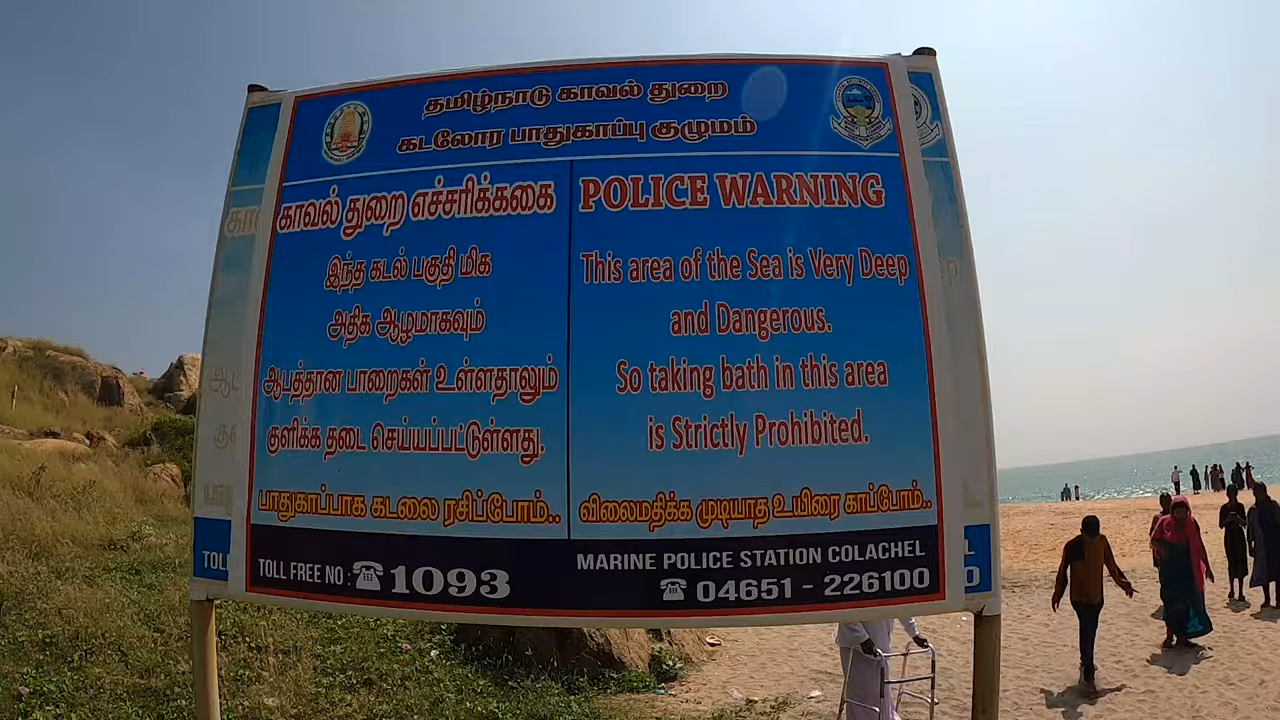 தமிழ்நாடு காவல் துறை
கடலோர பாதுகாப்பு குழுமம்
காவல் துறை எச்சரிக்ககை
இந்த கடல் பகுதி மிக
அதிக ஆழமாகவும்
ஆபத்தான பாறைகள் உள்ளதாலும்
குளிக்க தடை செய்யப்பட்டுள்ளது.
பாதுகாப்பாக கடலை ரசிப்போம்..
POLICE WARNING
This area of the Sea is Very Deep
and Dangerous.
So taking bath in this area
is Strictly Prohibited.
விலைமதிக்க முடியாத உயிரை காப்போம்..
TOLL FREE NO : ☎ 1093
MARINE POLICE STATION COLACHEL
☎ 04651 - 226100